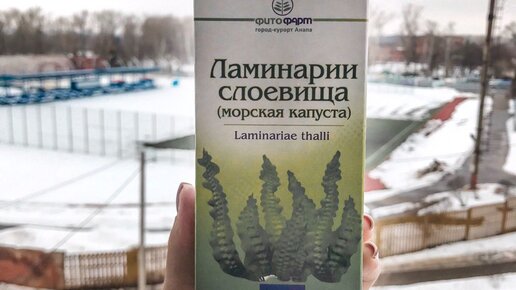 фитофарм
город-курорт Анапа
Ламинарии
слоевища
(морская капуста)
Laminariae thalli